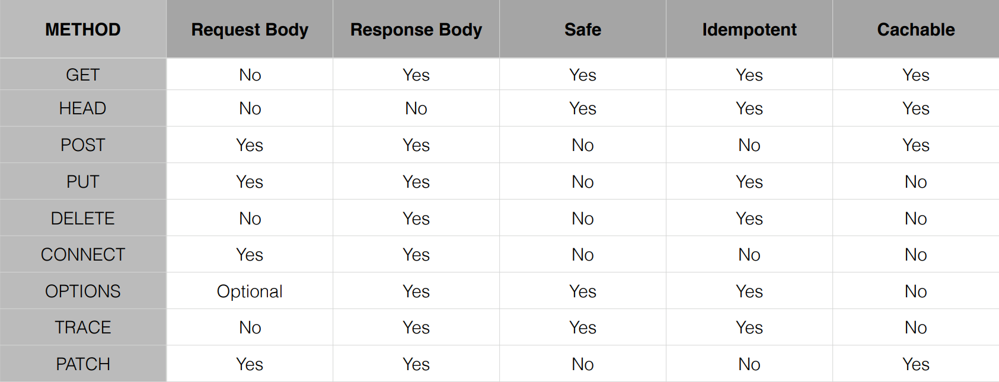 METHOD Request Body Response Body Safe Idempotent Cachable
GET No Yes Yes Yes Yes
HEAD No No Yes Yes Yes
POST Yes Yes No No Yes
PUT Yes Yes No Yes No
DELETE No Yes No Yes No
CONNECT Yes Yes No No No
OPTIONS Optional Yes Yes Yes No
TRACE No Yes Yes Yes No
PATCH Yes Yes No No Yes